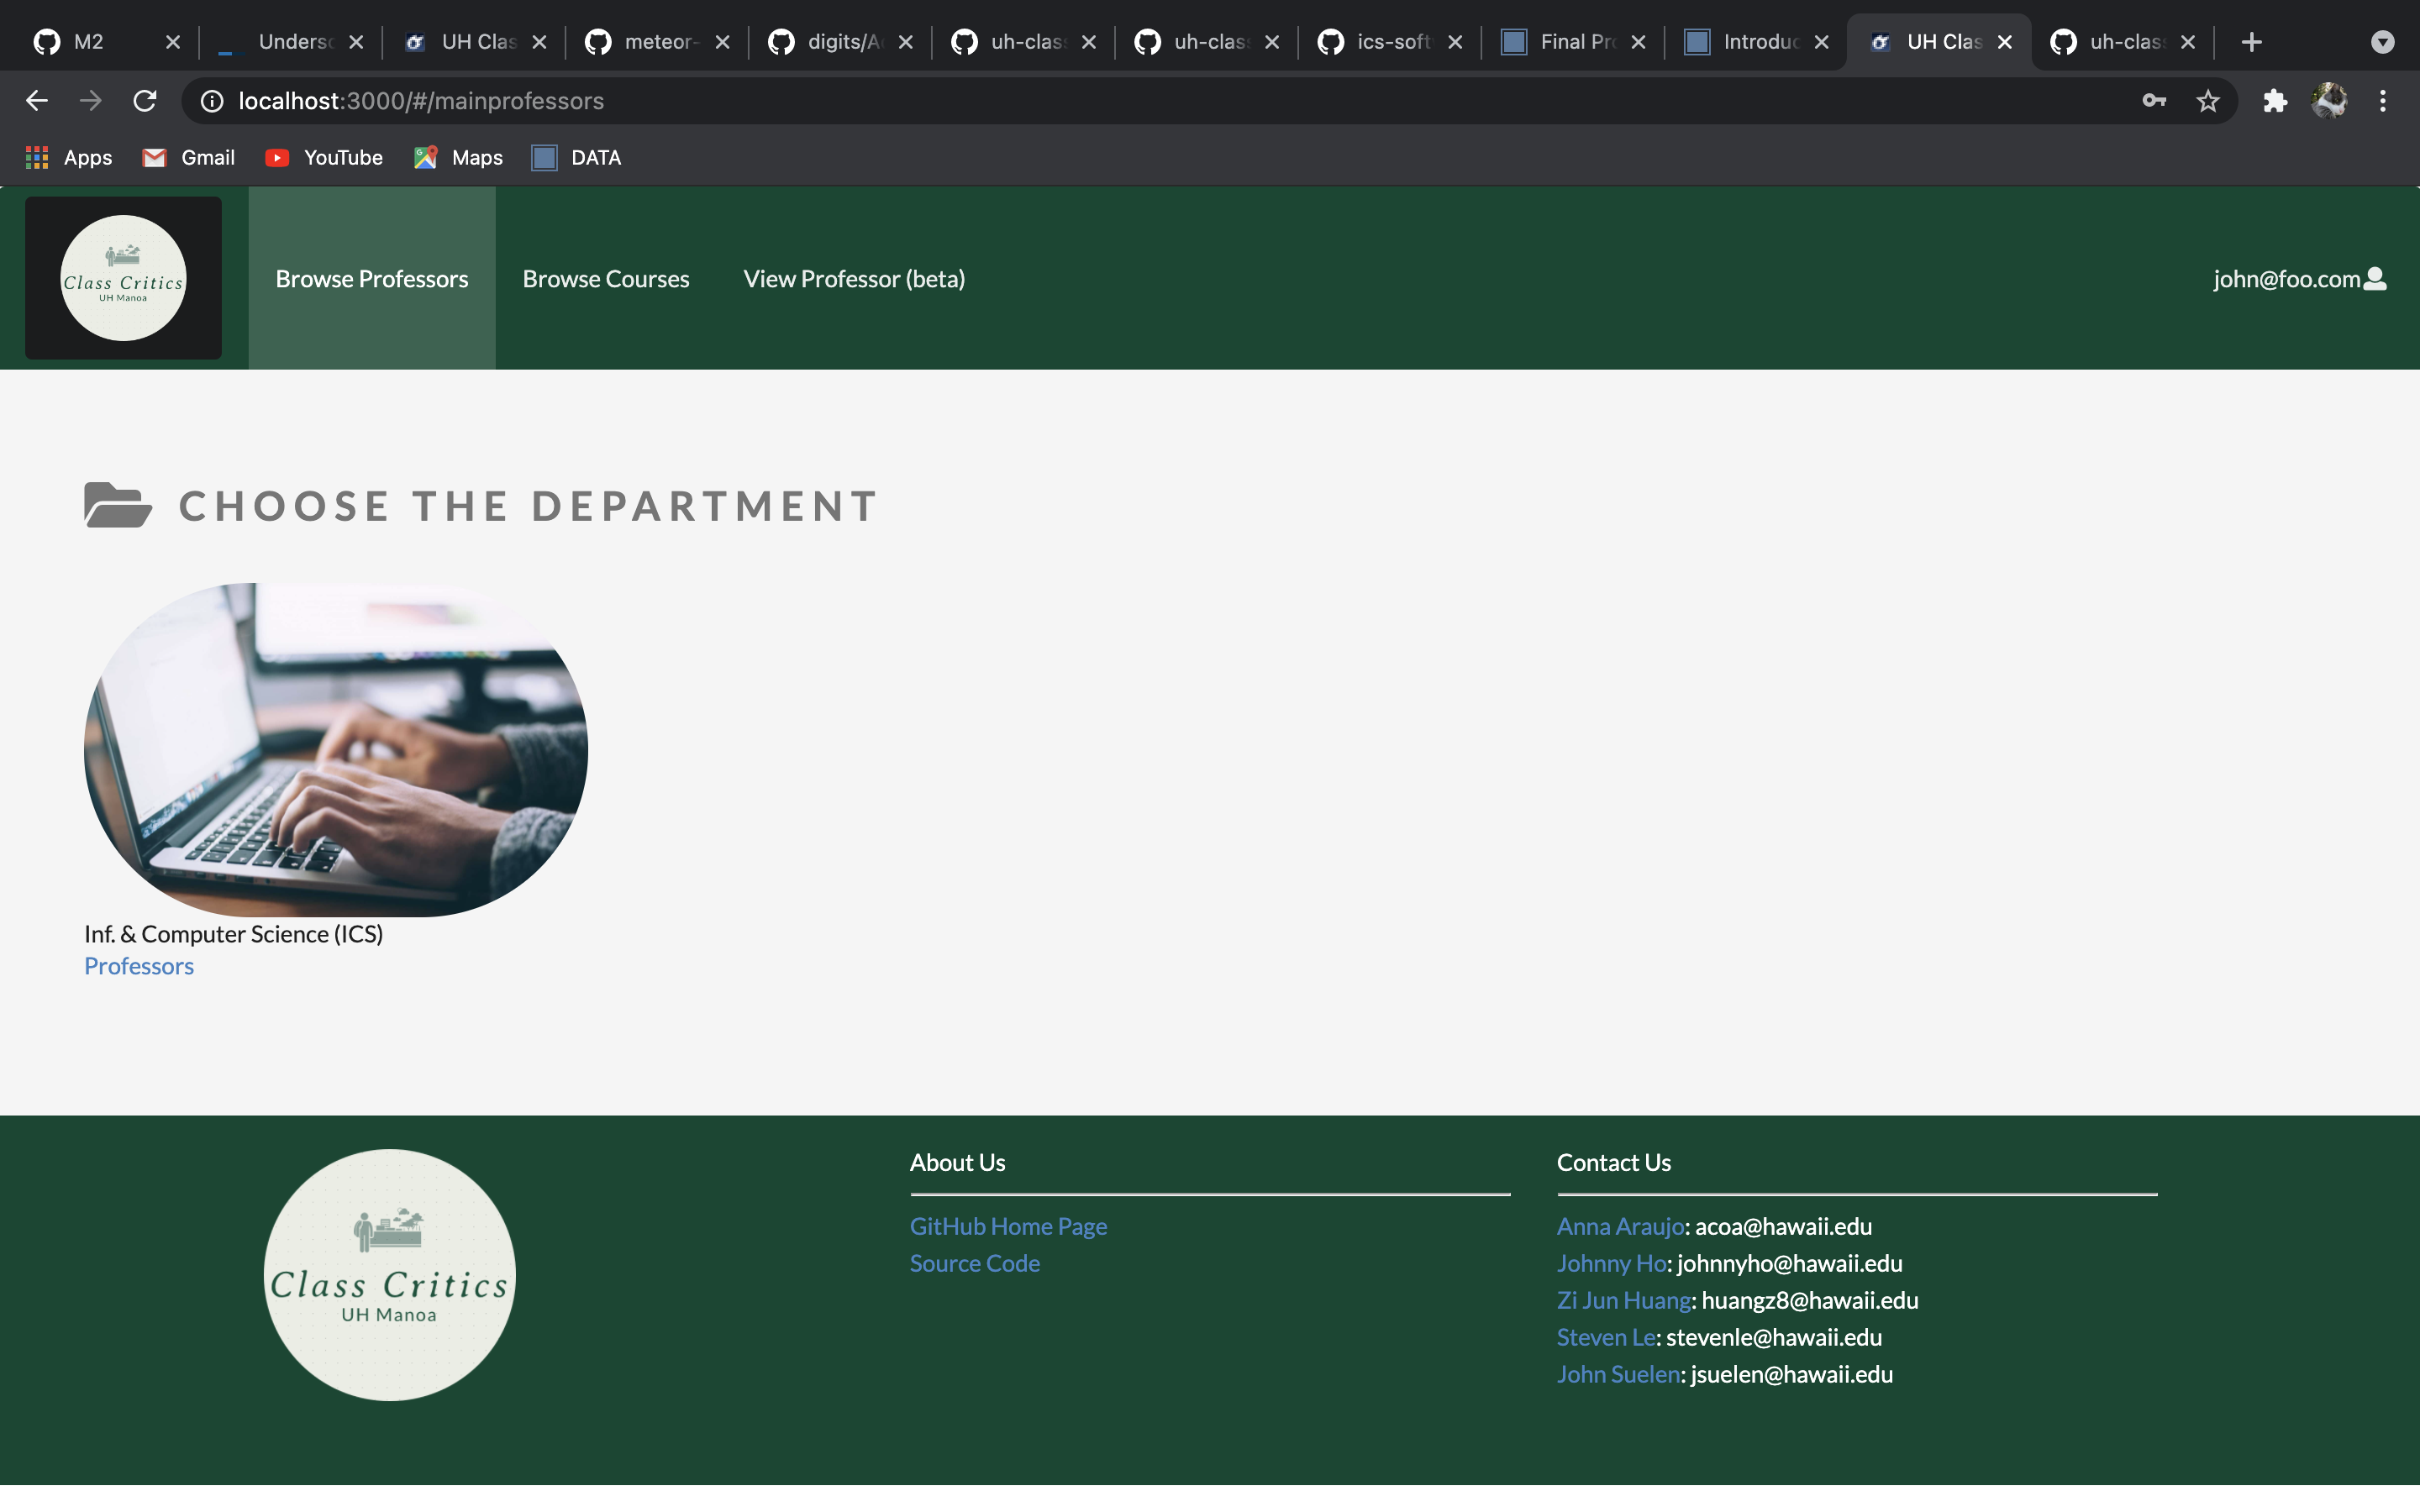 M2
Undersc
UH Clas
meteor-
digits/A
uh-clas
uh-clas
ics-soft
Final Pr
Introduc
UH Clas
uh-clas
localhost:3000/#/mainprofessors
Apps
Gmail
YouTube
Maps
DATA
Class Critics
UH Manoa
Browse Professors
Browse Courses
View Professor (beta)
john@foo.com
CHOOSE THE DEPARTMENT
Inf. & Computer Science (ICS)
Professors
Class Critics
UH Manoa
About Us
GitHub Home Page
Source Code
Contact Us
Anna Araujo: acoa@hawaii.edu
Johnny Ho: johnnyho@hawaii.edu
Zi Jun Huang: huangz8@hawaii.edu
Steven Le: stevenle@hawaii.edu
John Suelen: jsuelen@hawaii.edu